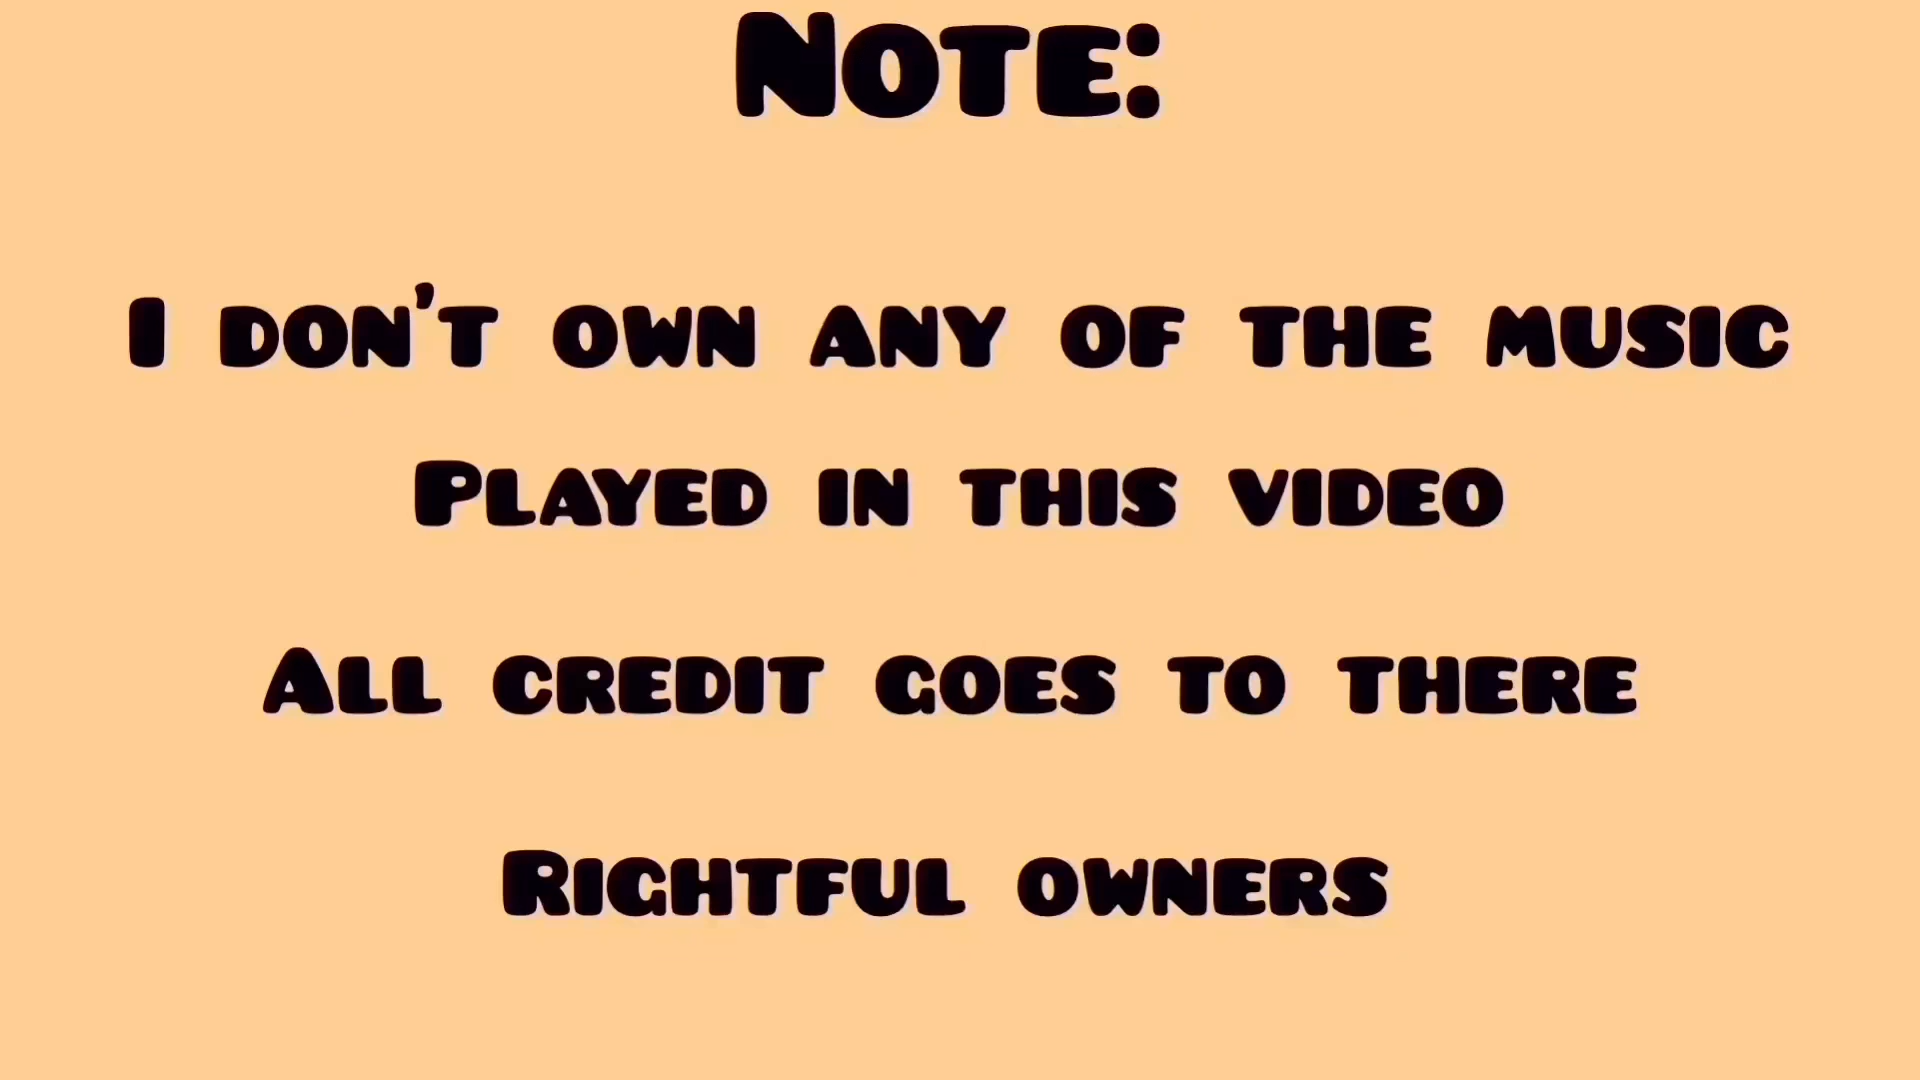 Note:
I don't own any of the music
Played in this video
All credit goes to there
Rightful owners